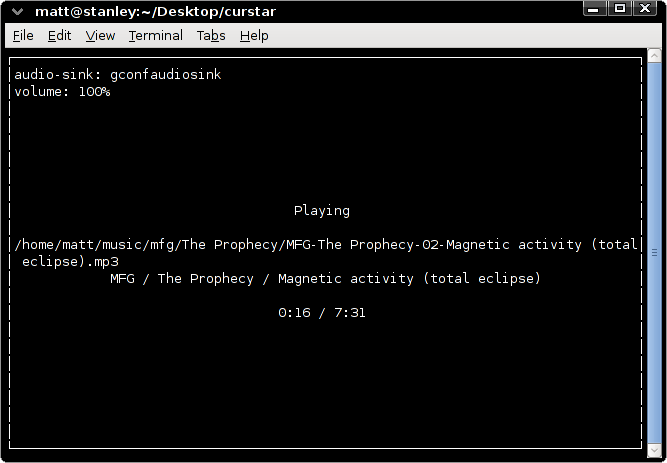 matt@stanley:~/Desktop/curstar
File Edit View Terminal Tabs Help
audio-sink: gconfaudiosink
volume: 100%
Playing
/home/matt/music/mfg/The Prophecy/MFG-The Prophecy-02-Magnetic activity (total
eclipse).mp3
MFG / The Prophecy / Magnetic activity (total eclipse)
0:16 / 7:31